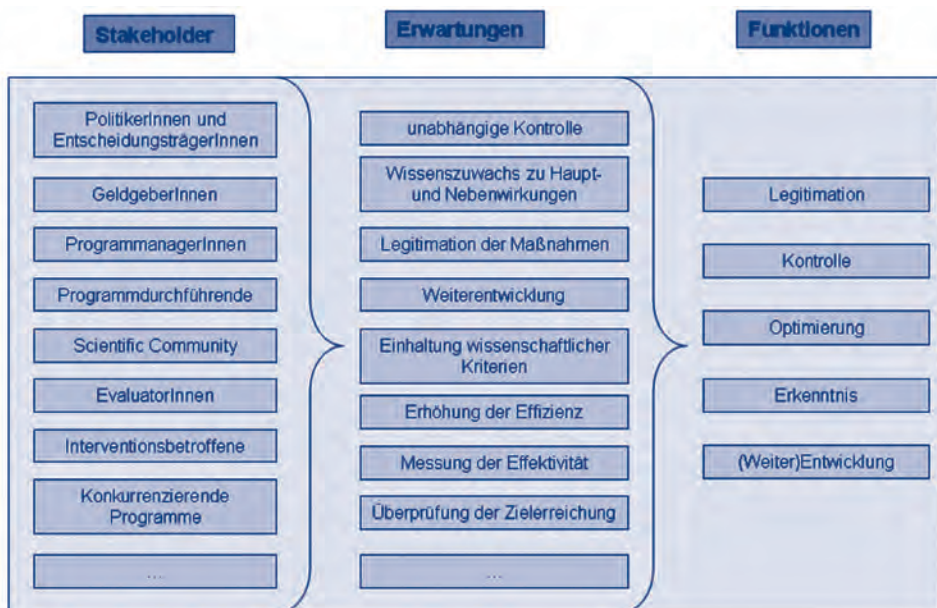 Stakeholder
Erwartungen
Funktionen
PolitikerInnen und
EntscheidungsträgerInnen
GeldgeberInnen
ProgrammanagerInnen
Programmdurchführende
Scientific Community
EvaluatorInnen
Interventionsbetroffene
Konkurrenzierende
Programme
...
unabhängige Kontrolle
Wissenszuwachs zu Haupt-
und Nebenwirkungen
Legitimation der Maßnahmen
Weiterentwicklung
Einhaltung wissenschaftlicher
Kriterien
Erhöhung der Effizienz
Messung der Effektivität
Überprüfung der Zielerreichung
...
Legitimation
Kontrolle
Optimierung
Erkenntnis
(Weiter)Entwicklung